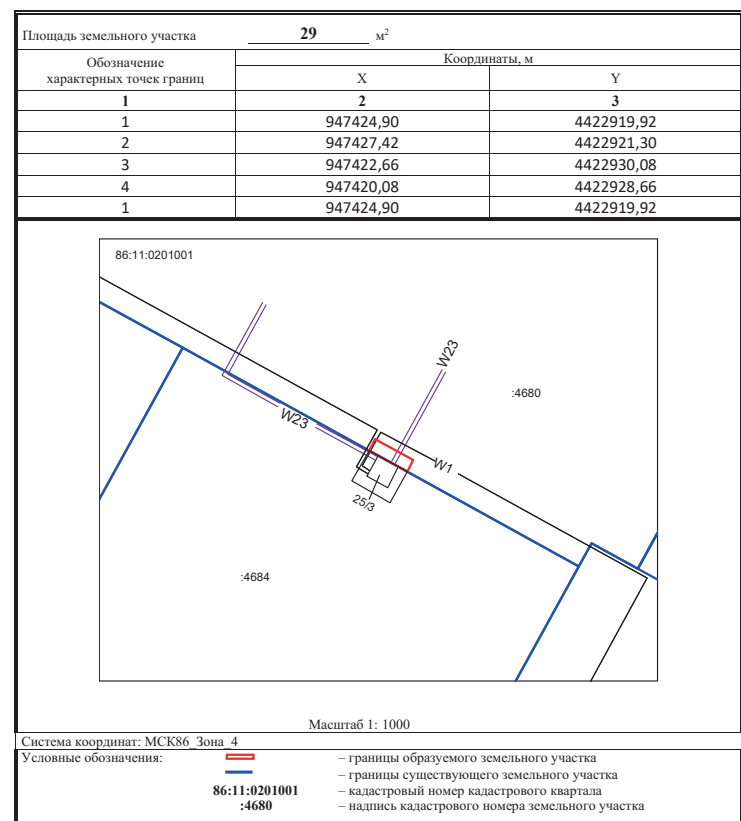 Площадь земельного участка 29 м²
Обозначение характерных точек границ
Координаты, м
X Y
1 2 3
1 947424,90 4422919,92
2 947427,42 4422921,30
3 947422,66 4422930,08
4 947420,08 4422928,66
1 947424,90 4422919,92
86:11:0201001
W23
:4680
W23
W1
25/3
:4684
Масштаб 1: 1000
Система координат: МСК86_Зона_4
Условные обозначения:
– границы образуемого земельного участка
– границы существующего земельного участка
86:11:0201001 – кадастровый номер кадастрового квартала
:4680 – надпись кадастрового номера земельного участка